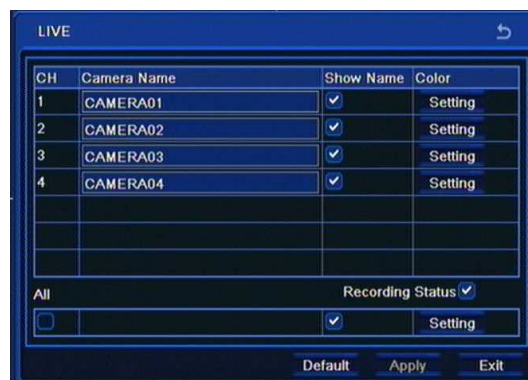 LIVE
CH Camera Name Show Name Color
1 CAMERA01 Setting
2 CAMERA02 Setting
3 CAMERA03 Setting
4 CAMERA04 Setting
All Recording Status
Setting
Default Apply Exit